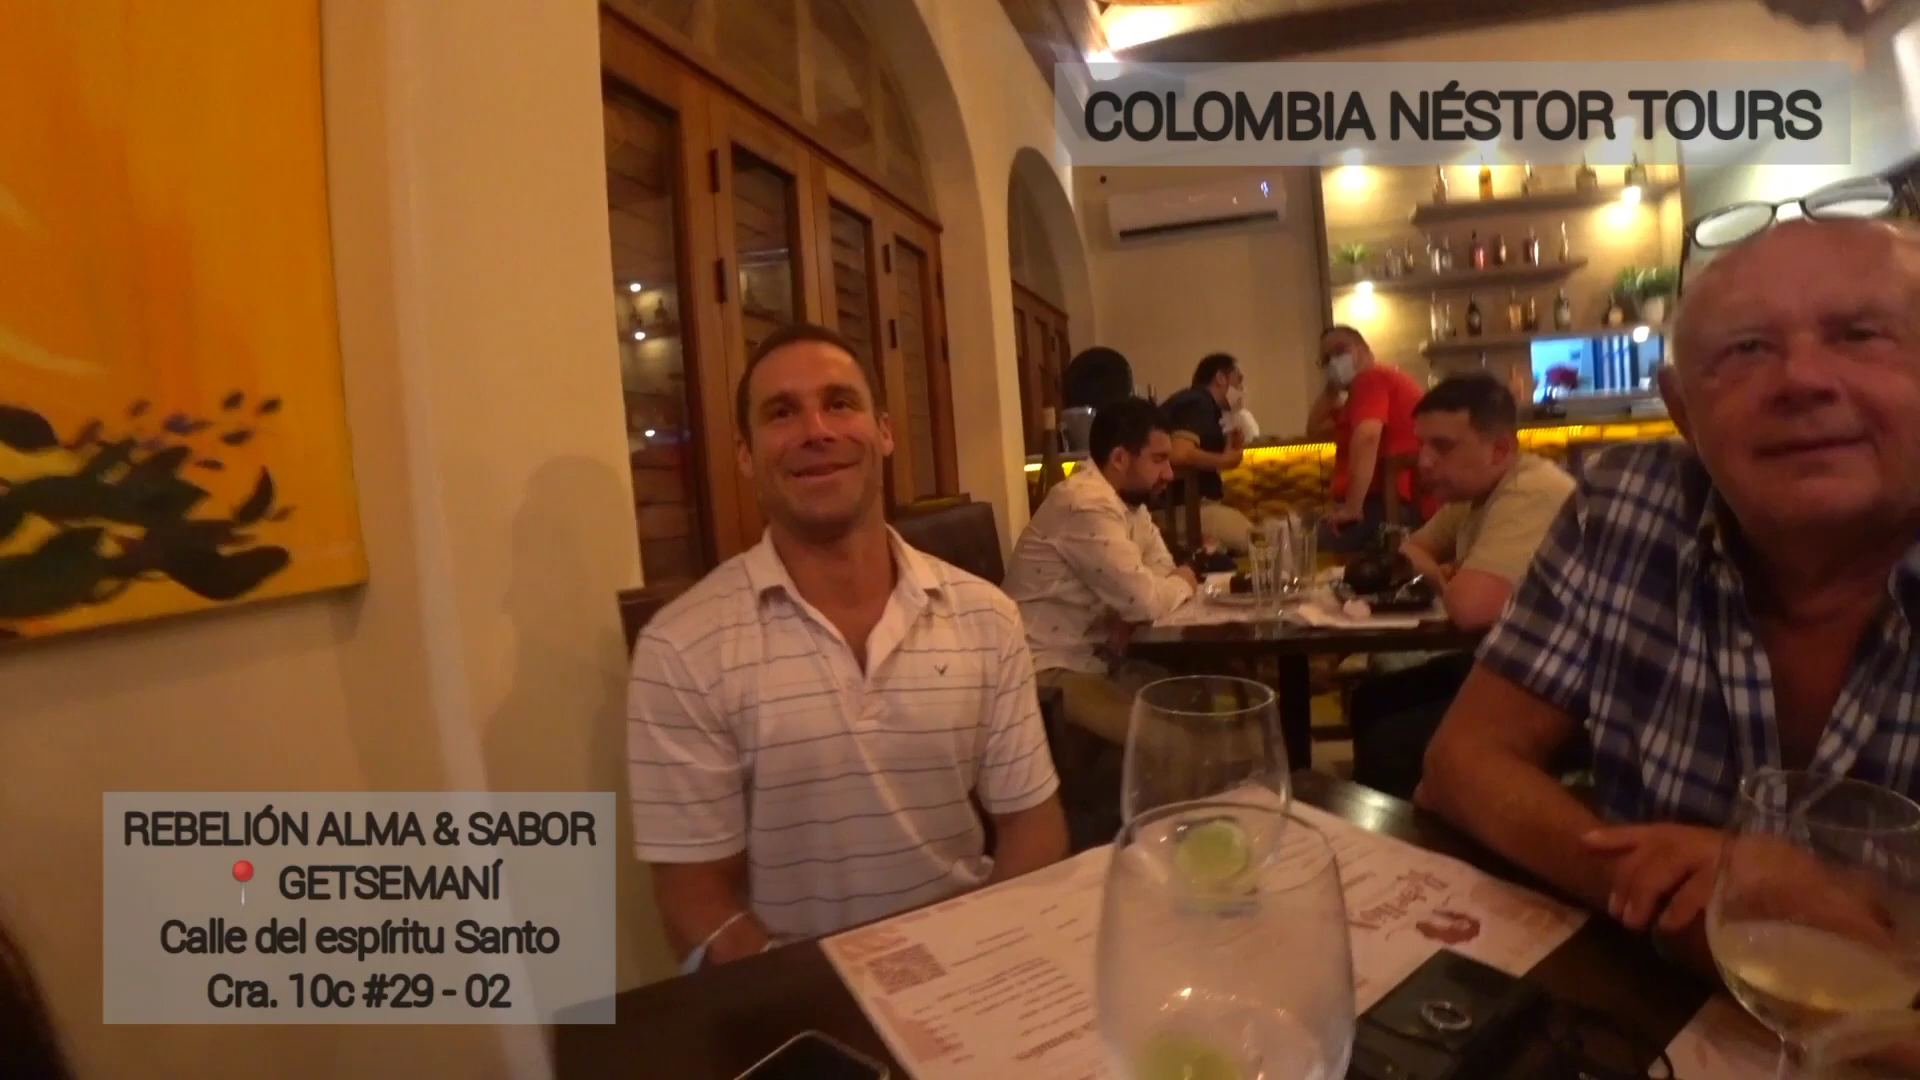 COLOMBIA NÉSTOR TOURS
REBELIÓN ALMA & SABOR
📍 GETSEMANÍ
Calle del espíritu Santo
Cra. 10c #29 - 02